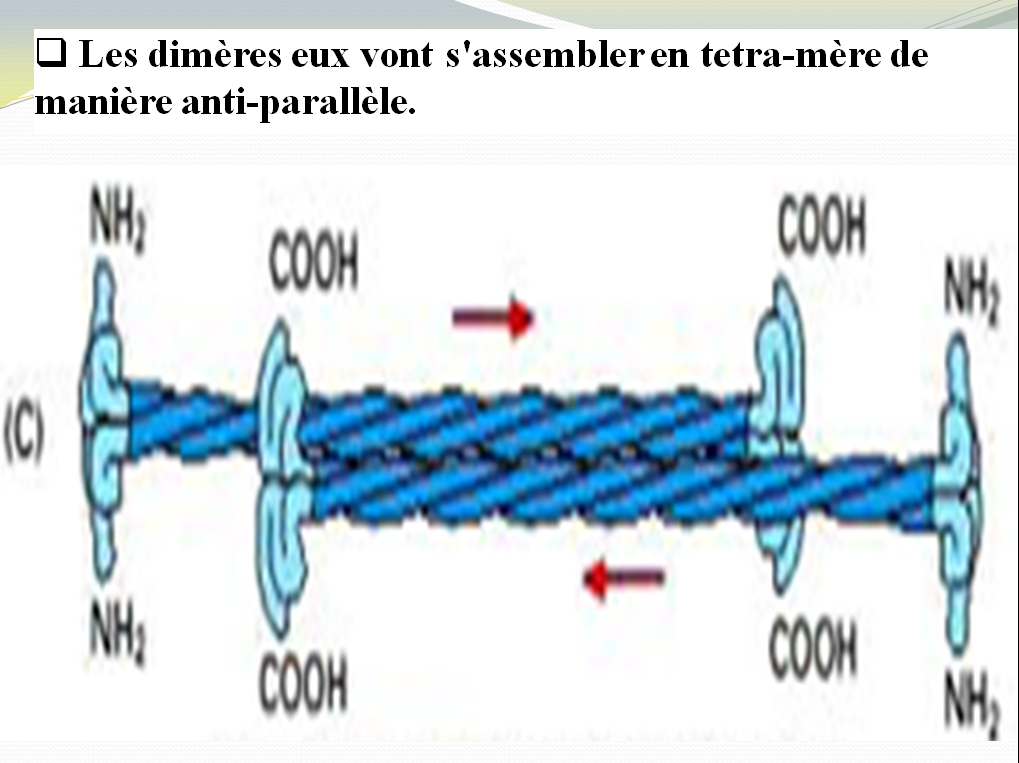 ❑ Les dimères eux vont s'assembler en tetra-mère de
manière anti-parallèle.
NH₂
COOH
COOH
NH₂
(C)
NH₂
COOH
COOH
NH₂